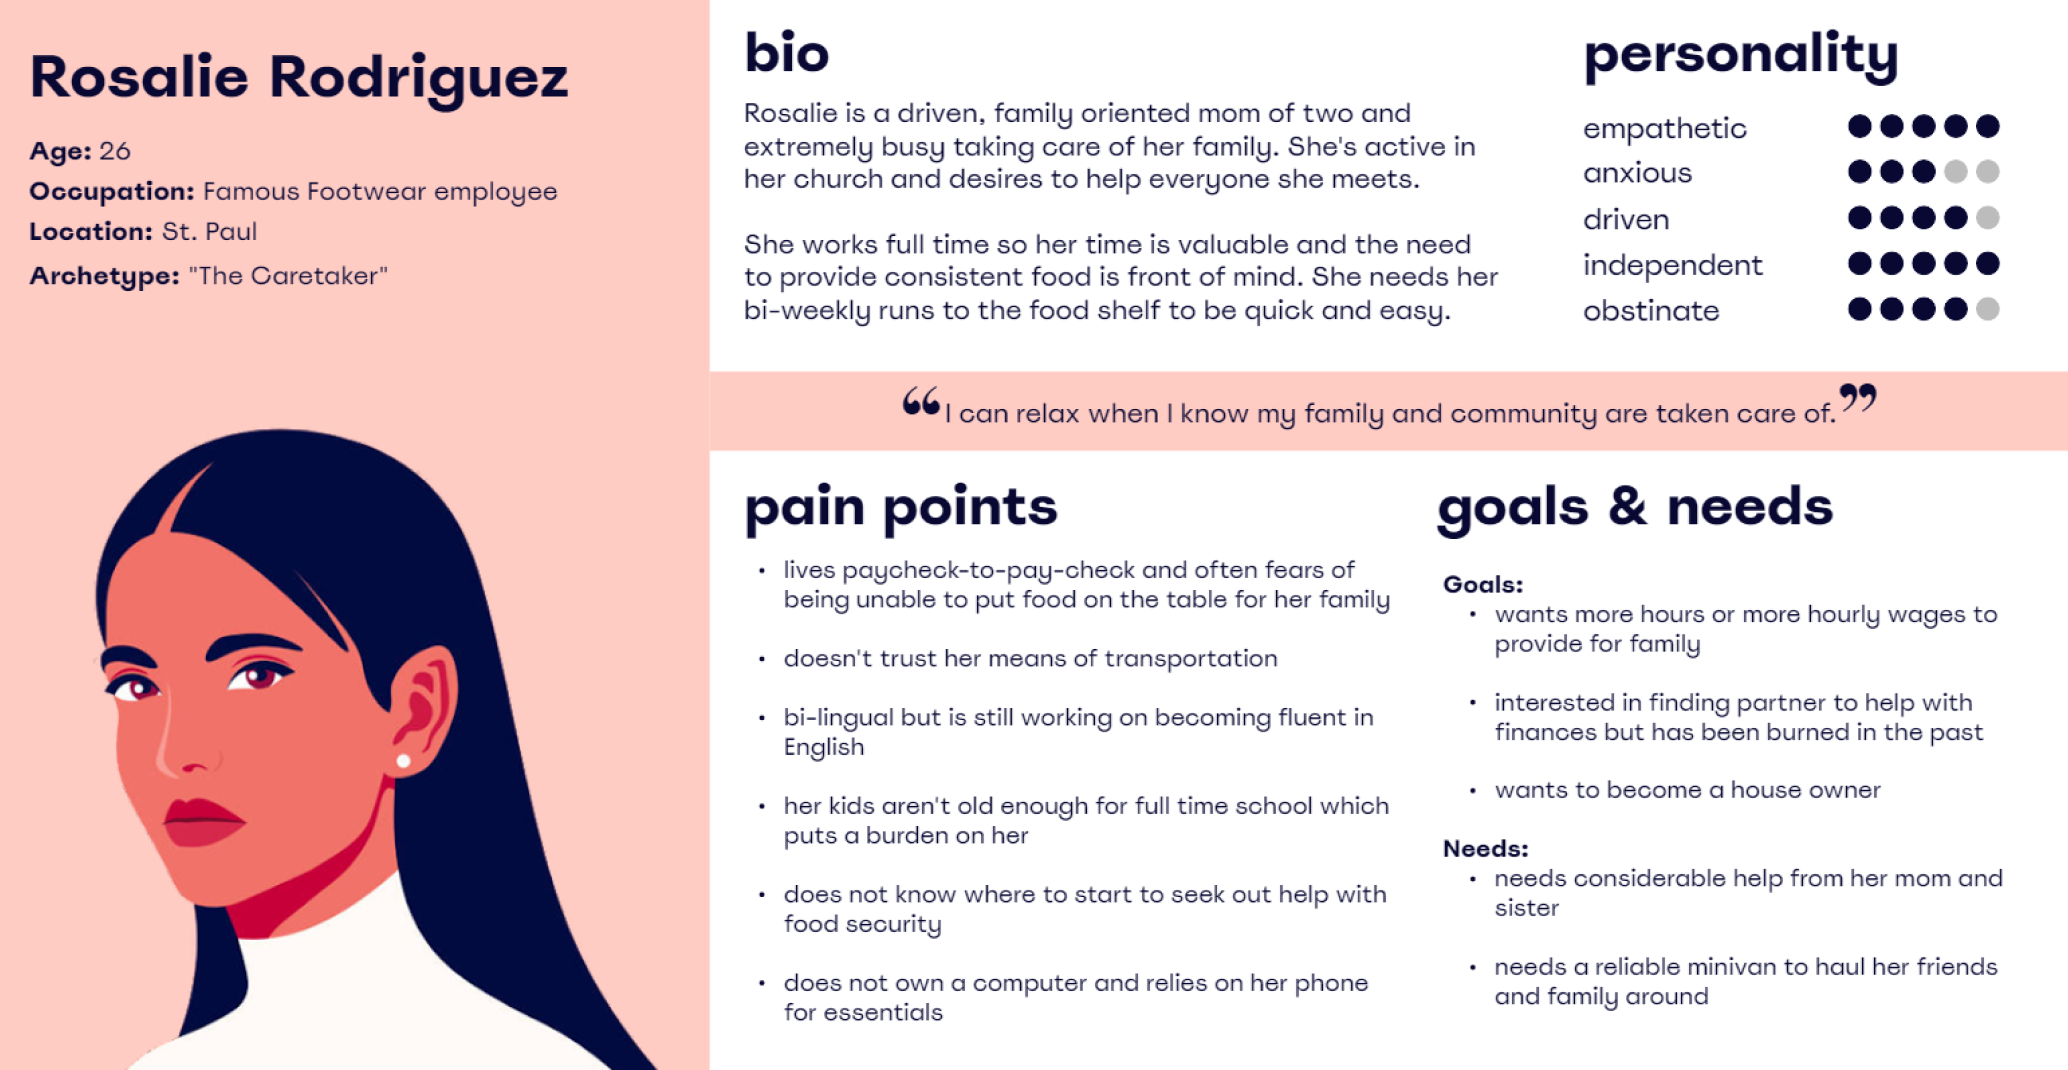 Rosalie Rodriguez
Age: 26
Occupation: Famous Footwear employee
Location: St. Paul
Archetype: "The Caretaker"
bio
Rosalie is a driven, family oriented mom of two and
extremely busy taking care of her family. She's active in
her church and desires to help everyone she meets.
She works full time so her time is valuable and the need
to provide consistent food is front of mind. She needs her
bi-weekly runs to the food shelf to be quick and easy.
personality
empathetic
anxious
driven
independent
obstinate
“I can relax when I know my family and community are taken care of.”
pain points
• lives paycheck-to-pay-check and often fears of
being unable to put food on the table for her family
• doesn't trust her means of transportation
• bi-lingual but is still working on becoming fluent in
English
• her kids aren't old enough for full time school which
puts a burden on her
• does not know where to start to seek out help with
food security
• does not own a computer and relies on her phone
for essentials
goals & needs
Goals:
• wants more hours or more hourly wages to
provide for family
• interested in finding partner to help with
finances but has been burned in the past
• wants to become a house owner
Needs:
• needs considerable help from her mom and
sister
• needs a reliable minivan to haul her friends
and family around